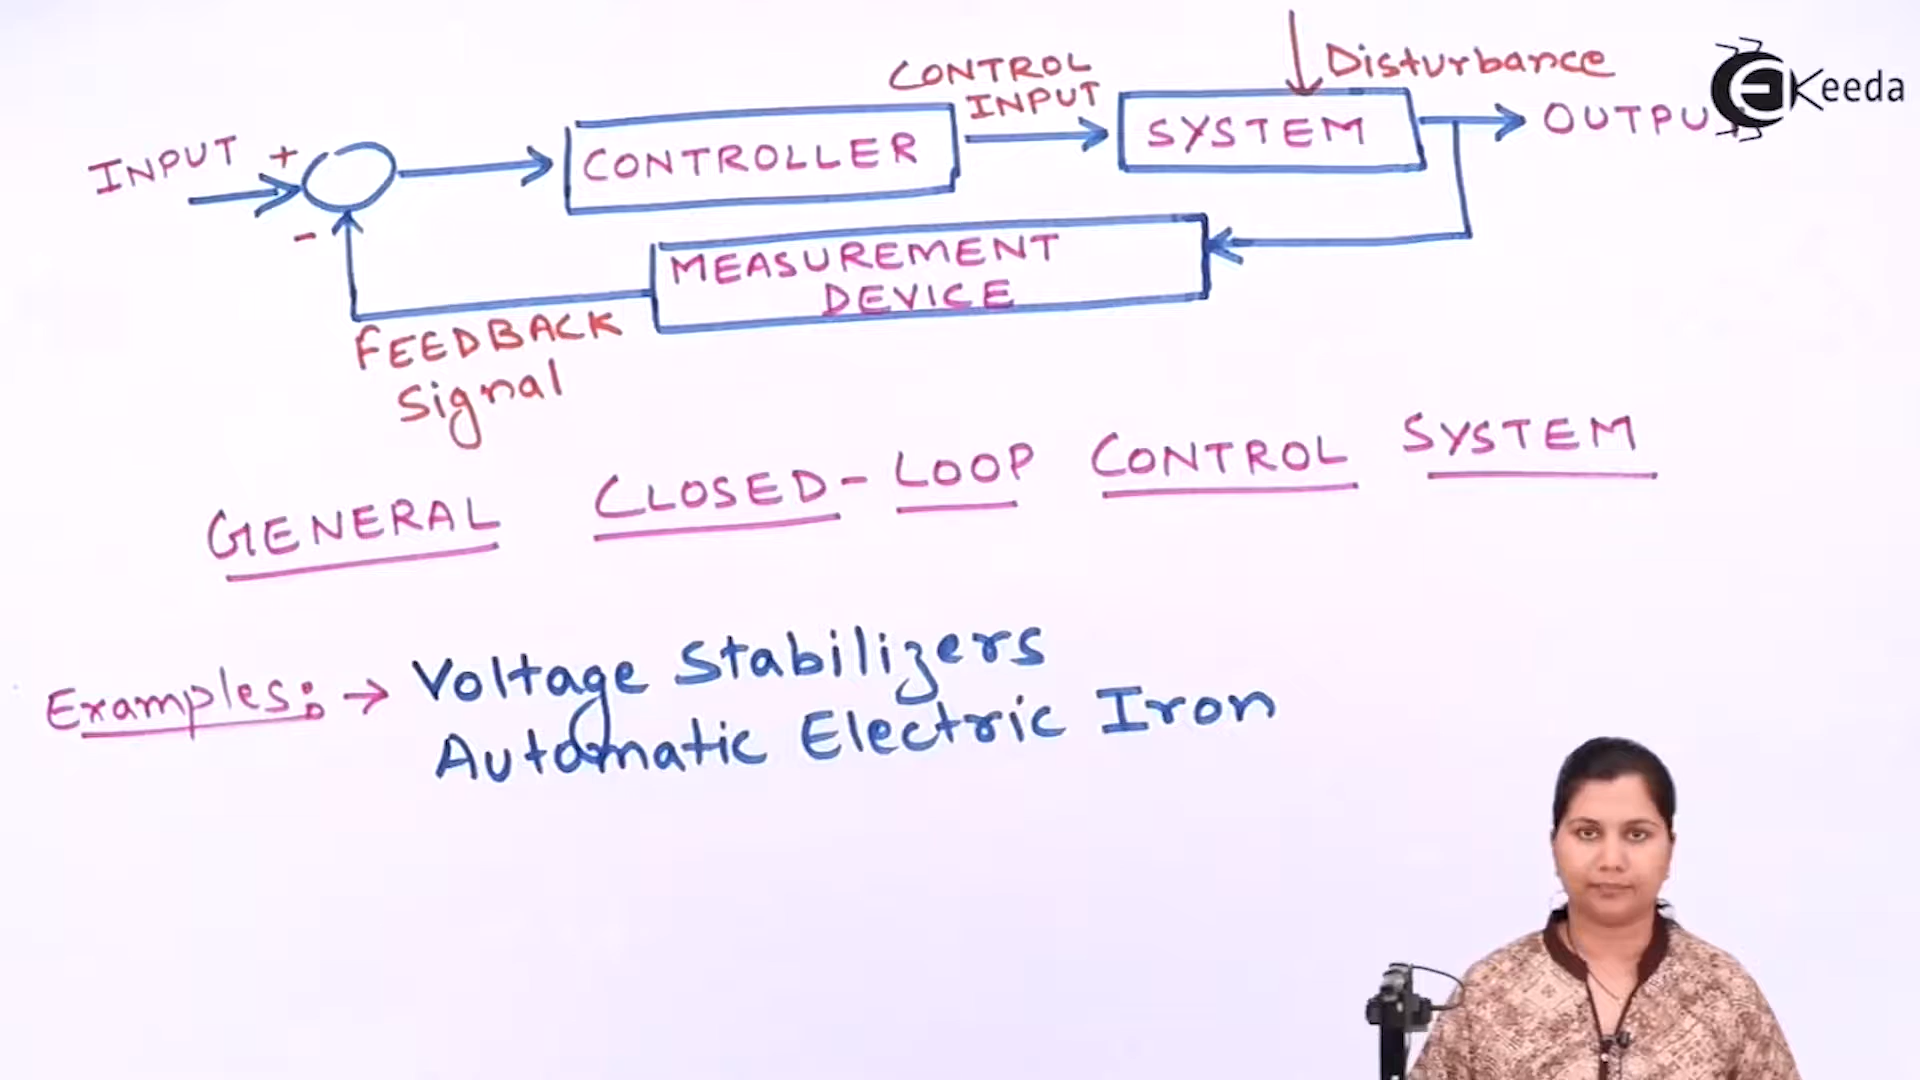 Disturbance
CONTROL
INPUT
INPUT
+
CONTROLLER
SYSTEM
OUTPU
Keeda
-
MEASUREMENT
DEVICE
FEEDBACK
Signal
GENERAL CLOSED-LOOP CONTROL SYSTEM
Examples:→ Voltage Stabilizers
Automatic Electric Iron